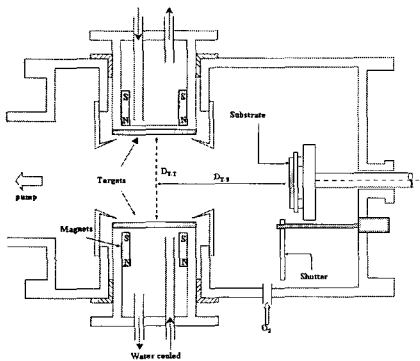 S
S
N
N
Substrate
D_T.T
D_T.S
Targets
pump
Magnets
S
S
N
N
Shutter
O₂
Water cooled